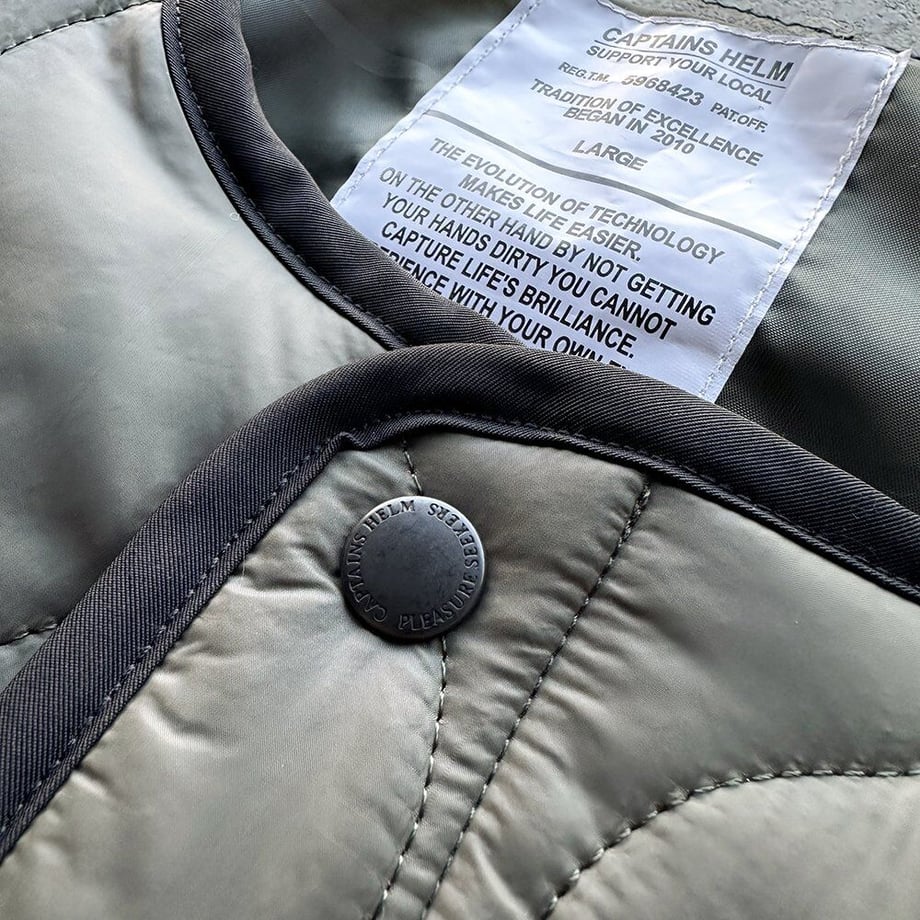 CAPTAINS HELM
SUPPORT YOUR LOCAL
REG.T.M. 5968423 PAT.OFF.
TRADITION OF EXCELLENCE
BEGAN IN 2010
LARGE
THE EVOLUTION OF TECHNOLOGY
MAKES LIFE EASIER.
ON THE OTHER HAND BY NOT GETTING
YOUR HANDS DIRTY YOU CANNOT
CAPTURE LIFE'S BRILLIANCE.
WITH YOUR OWN
CAPTAINS HELM
PLEASURE SEEKERS